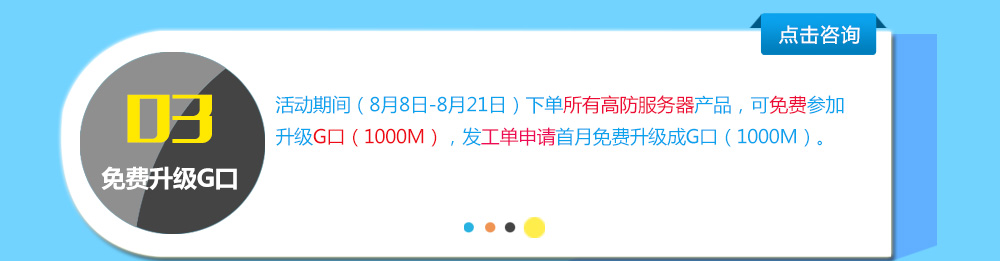 点击咨询
03
免费升级G口
活动期间（8月8日-8月21日）下单所有高防服务器产品，可免费参加
升级G口（1000M），发工单申请首月免费升级成G口（1000M）。